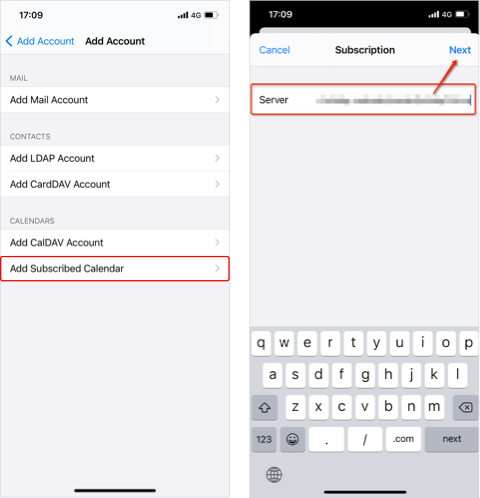 17:09
4G
Add Account
Add Account
MAIL
Add Mail Account
CONTACTS
Add LDAP Account
Add CardDAV Account
CALENDARS
Add CalDAV Account
Add Subscribed Calendar
17:09
4G
Cancel
Subscription
Next
Server
q w e r t y u i o p
a s d f g h j k l
z x c v b n m
123 . / .com next